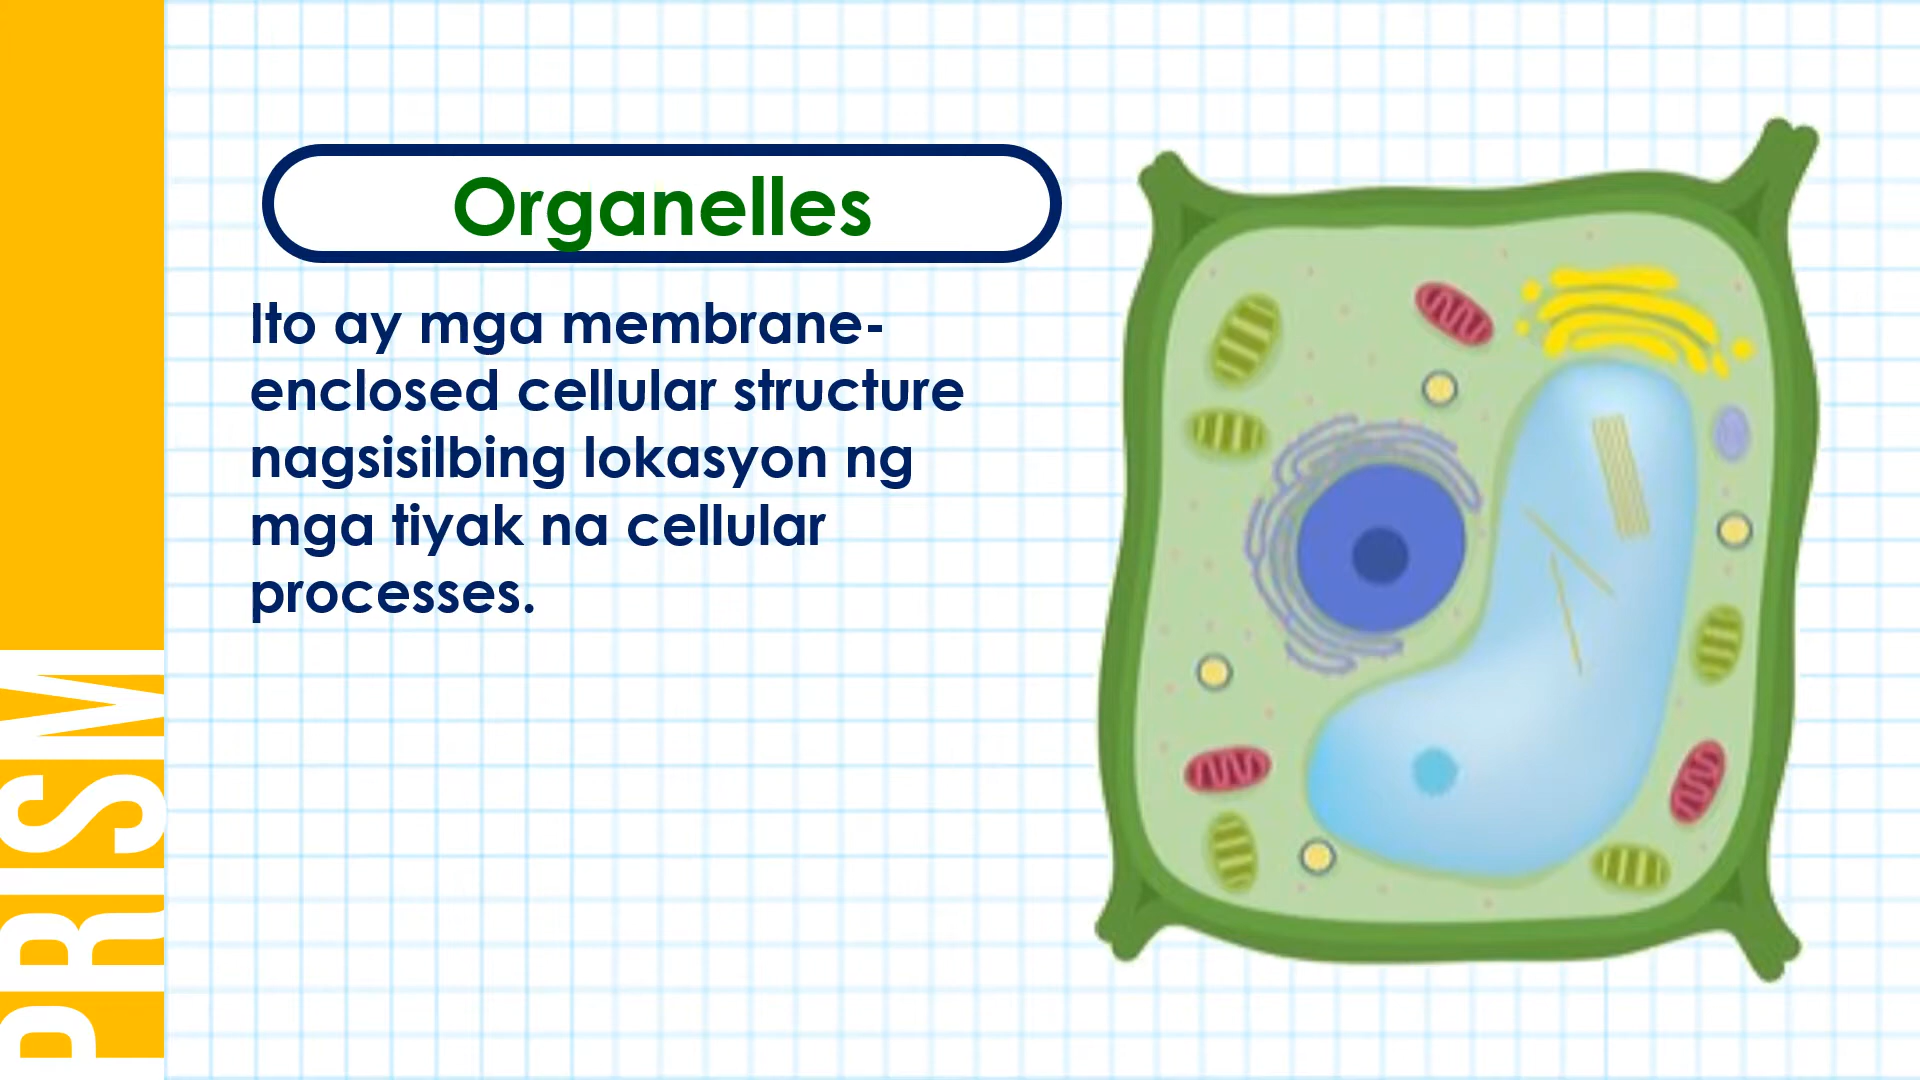 Organelles
Ito ay mga membrane-
enclosed cellular structure
nagsisilbing lokasyon ng
mga tiyak na cellular
processes.
PRISM